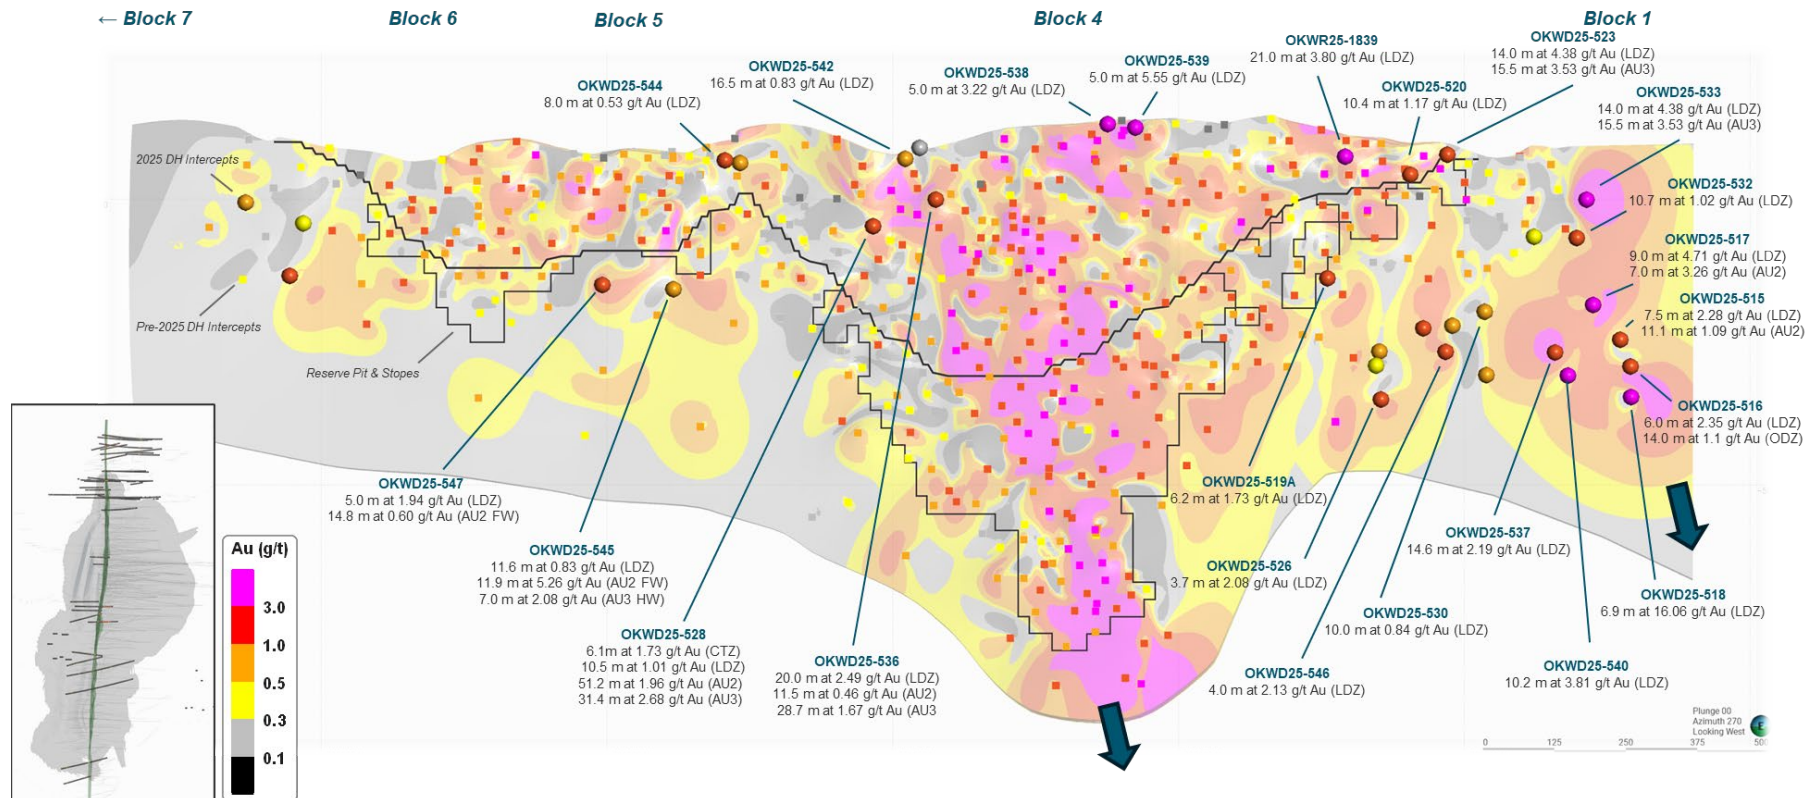 ← Block 7
Block 6
Block 5
Block 4
Block 1
OKWD25-544
8.0 m at 0.53 g/t Au (LDZ)
OKWD25-542
16.5 m at 0.83 g/t Au (LDZ)
OKWD25-538
5.0 m at 3.22 g/t Au (LDZ)
OKWD25-539
5.0 m at 5.55 g/t Au (LDZ)
OKWR25-1839
21.0 m at 3.80 g/t Au (LDZ)
OKWD25-520
10.4 m at 1.17 g/t Au (LDZ)
OKWD25-523
14.0 m at 4.38 g/t Au (LDZ)
15.5 m at 3.53 g/t Au (AU3)
OKWD25-533
14.0 m at 4.38 g/t Au (LDZ)
15.5 m at 3.53 g/t Au (AU3)
OKWD25-532
10.7 m at 1.02 g/t Au (LDZ)
OKWD25-517
9.0 m at 4.71 g/t Au (LDZ)
7.0 m at 3.26 g/t Au (AU2)
OKWD25-515
7.5 m at 2.28 g/t Au (LDZ)
11.1 m at 1.09 g/t Au (AU2)
OKWD25-516
6.0 m at 2.35 g/t Au (LDZ)
14.0 m at 1.1 g/t Au (ODZ)
2025 DH Intercepts
Pre-2025 DH Intercepts
Reserve Pit & Stopes
OKWD25-547
5.0 m at 1.94 g/t Au (LDZ)
14.8 m at 0.60 g/t Au (AU2 FW)
OKWD25-545
11.6 m at 0.83 g/t Au (LDZ)
11.9 m at 5.26 g/t Au (AU2 FW)
7.0 m at 2.08 g/t Au (AU3 HW)
OKWD25-528
6.1m at 1.73 g/t Au (CTZ)
10.5 m at 1.01 g/t Au (LDZ)
51.2 m at 1.96 g/t Au (AU2)
31.4 m at 2.68 g/t Au (AU3)
OKWD25-536
20.0 m at 2.49 g/t Au (LDZ)
11.5 m at 0.46 g/t Au (AU2)
28.7 m at 1.67 g/t Au (AU3
OKWD25-519A
6.2 m at 1.73 g/t Au (LDZ)
OKWD25-526
3.7 m at 2.08 g/t Au (LDZ)
OKWD25-546
4.0 m at 2.13 g/t Au (LDZ)
OKWD25-530
10.0 m at 0.84 g/t Au (LDZ)
OKWD25-537
14.6 m at 2.19 g/t Au (LDZ)
OKWD25-540
10.2 m at 3.81 g/t Au (LDZ)
OKWD25-518
6.9 m at 16.06 g/t Au (LDZ)
Au (g/t)
3.0
1.0
0.5
0.3
0.1
Plunge 00
Azimuth 270
Looking West
E
0 125 250 375 500